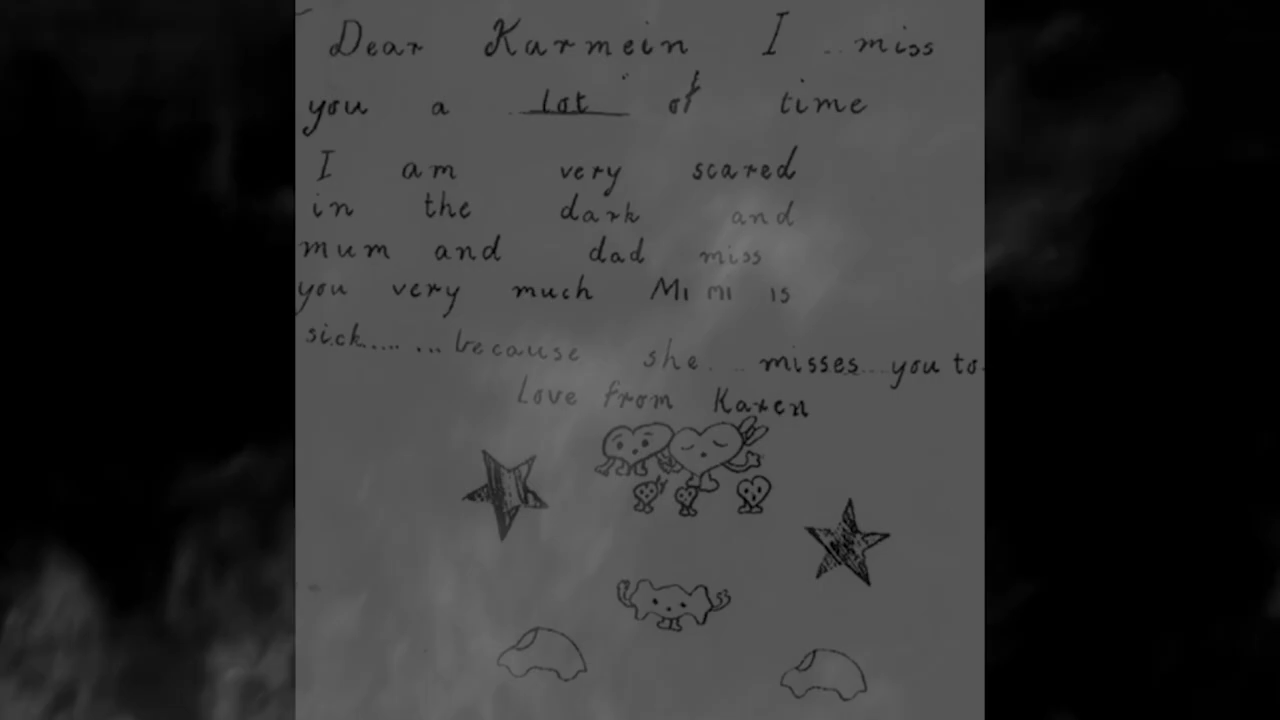 Dear Karmein I .. miss
you a lot of time
I am very scared
in the dark and
mum and dad miss
you very much Mimi is
sick..... ... because she. .. misses...you to.
Love from Karen